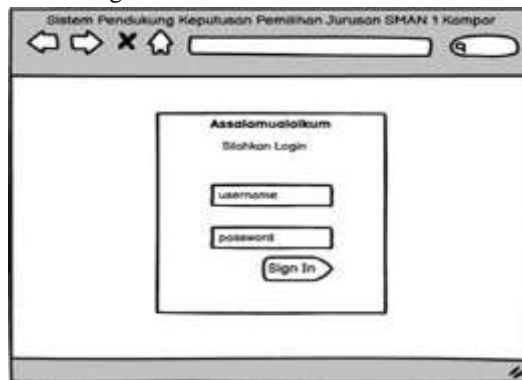 Sistem Pendukung Keputusan Pemilihan Jurusan SMAN 1 Kampar
Assalamualaikum
Silahkan Login
username
password
Sign In